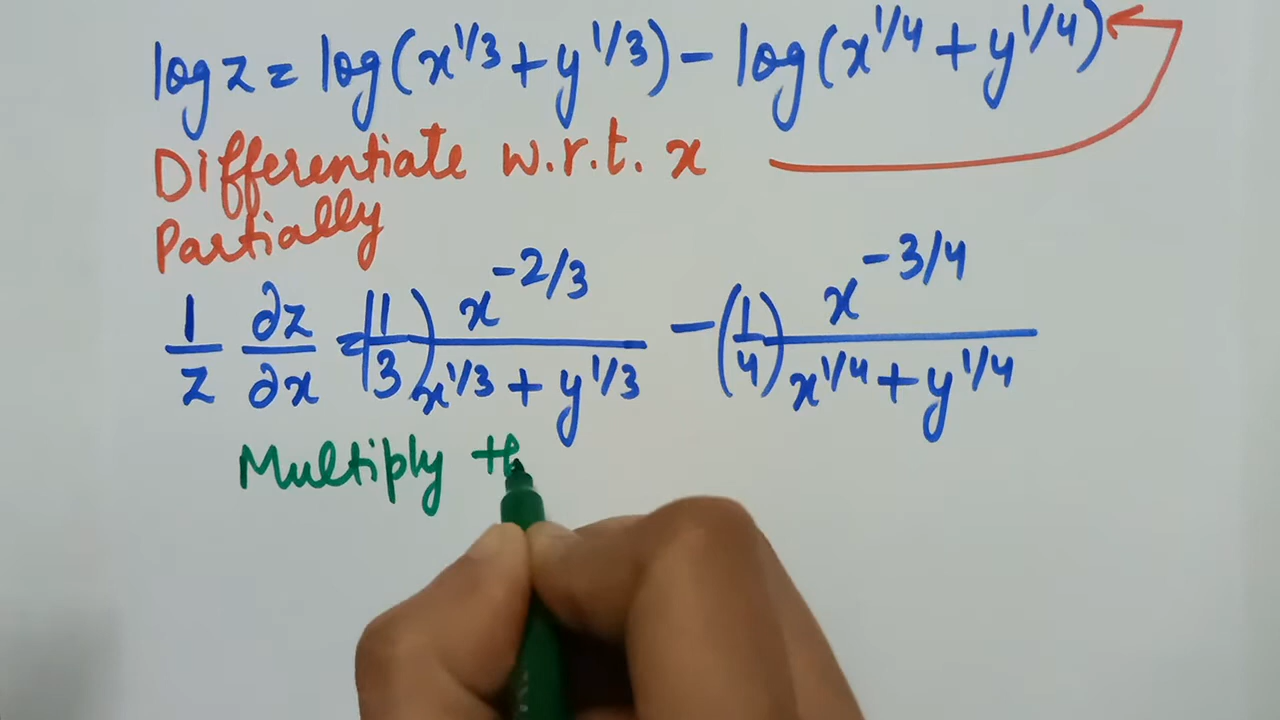 log z = log(x^1/3 + y^1/3) - log(x^1/4 + y^1/4)
Differentiate w.r.t. x
Partially
1/z ∂z/∂x = (1/3) x^-2/3 / x^1/3 + y^1/3 - (1/4) x^-3/4 / x^1/4 + y^1/4
Multiply th